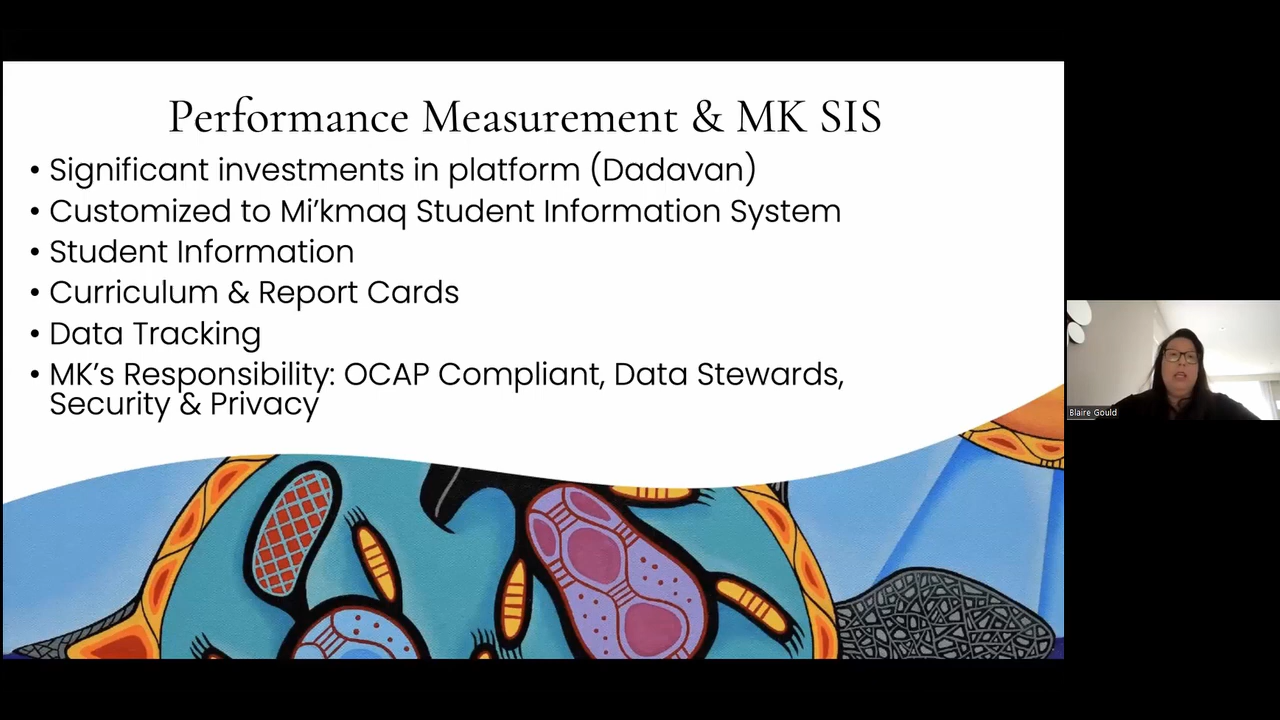 Performance Measurement & MK SIS
• Significant investments in platform (Dadavan)
• Customized to Mi’kmaq Student Information System
• Student Information
• Curriculum & Report Cards
• Data Tracking
• MK’s Responsibility: OCAP Compliant, Data Stewards,
Security & Privacy
Blaire Gould